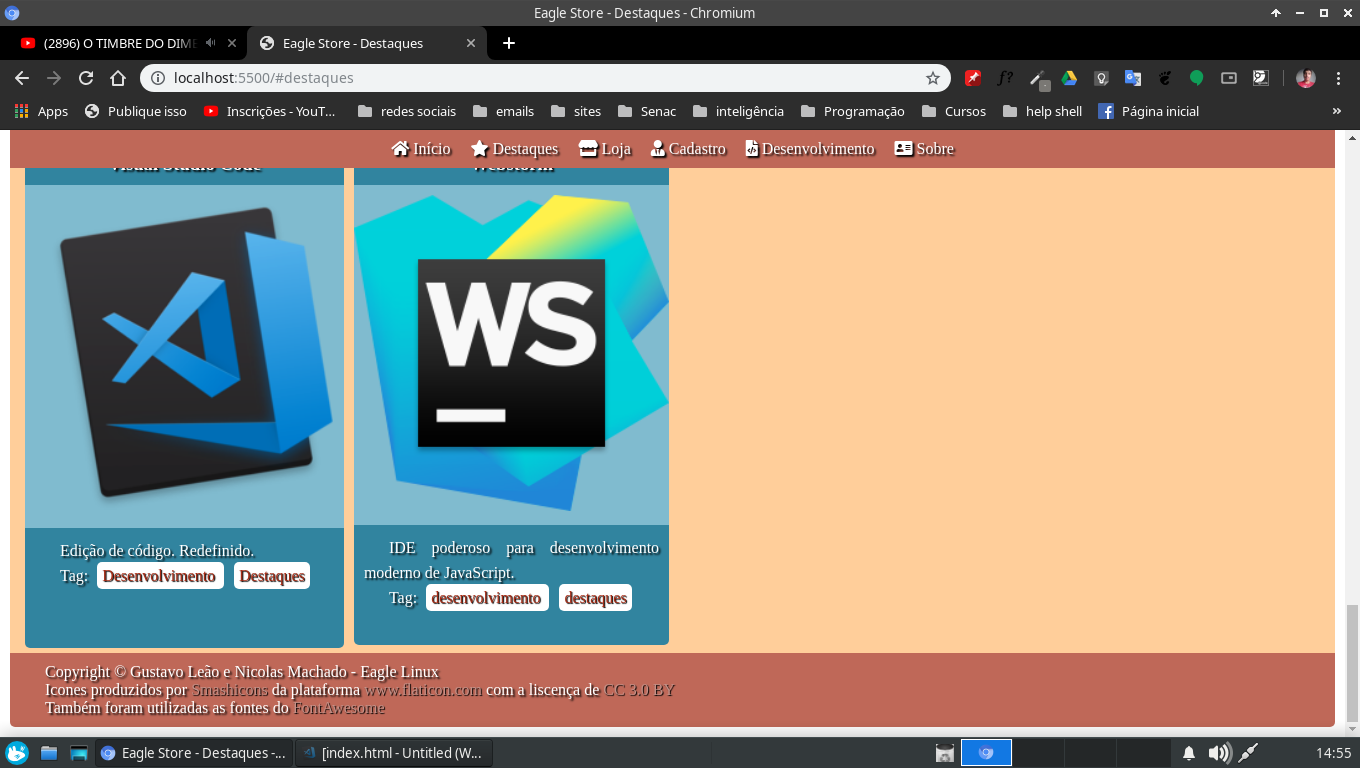 Eagle Store - Destaques - Chromium
(2896) O TIMBRE DO DIME
Eagle Store - Destaques
localhost:5500/#destaques
Apps Publique isso Inscrições - YouT… redes sociais emails sites Senac inteligência Programação Cursos help shell Página inicial »
Início Destaques Loja Cadastro Desenvolvimento Sobre
Visual Studio Code
Webstorm
WS
Edição de código. Redefinido.
Tag: Desenvolvimento Destaques
IDE poderoso para desenvolvimento
moderno de JavaScript.
Tag: desenvolvimento destaques
Copyright © Gustavo Leão e Nicolas Machado - Eagle Linux
Icones produzidos por Smashicons da plataforma www.flaticon.com com a liscença de CC 3.0 BY
Também foram utilizadas as fontes do FontAwesome
Eagle Store - Destaques -... [index.html - Untitled (W... 14:55